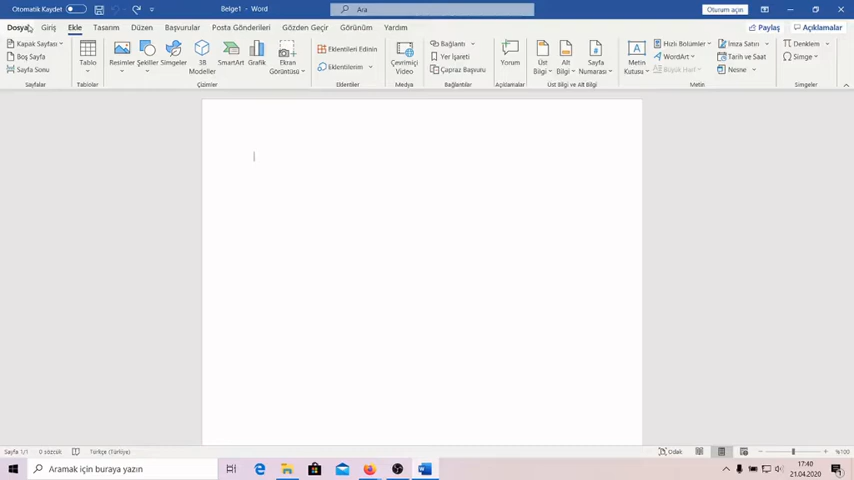 Otomatik Kaydet
Belge1 - Word
Ara
Oturum açın
Dosya Giriş Ekle Tasarım Düzen Başvurular Posta Gönderileri Gözden Geçir Görünüm Yardım
Paylaş Açıklamalar
Kapak Sayfası
Boş Sayfa
Sayfa Sonu
Sayfalar
Tablo
Tablolar
Resimler Şekiller Simgeler
3B Modeller
SmartArt Grafik
Ekran Görüntüsü
Çizimler
Eklentileri Edinin
Eklentilerim
Eklentiler
Çevrimiçi Video
Medya
Bağlantı
Yer İşareti
Çapraz Başvuru
Bağlantılar
Yorum
Açıklamalar
Üst Bilgi
Alt Bilgi
Sayfa Numarası
Üst Bilgi ve Alt Bilgi
Metin Kutusu
Hızlı Bölümler
WordArt
Büyük Harf
İmza Satırı
Tarih ve Saat
Nesne
Metin
Denklem
Simge
Simgeler
Sayfa 1/1 0 sözcük Türkçe (Türkiye)
Odak
%100
Aramak için buraya yazın
17:40
21.04.2020